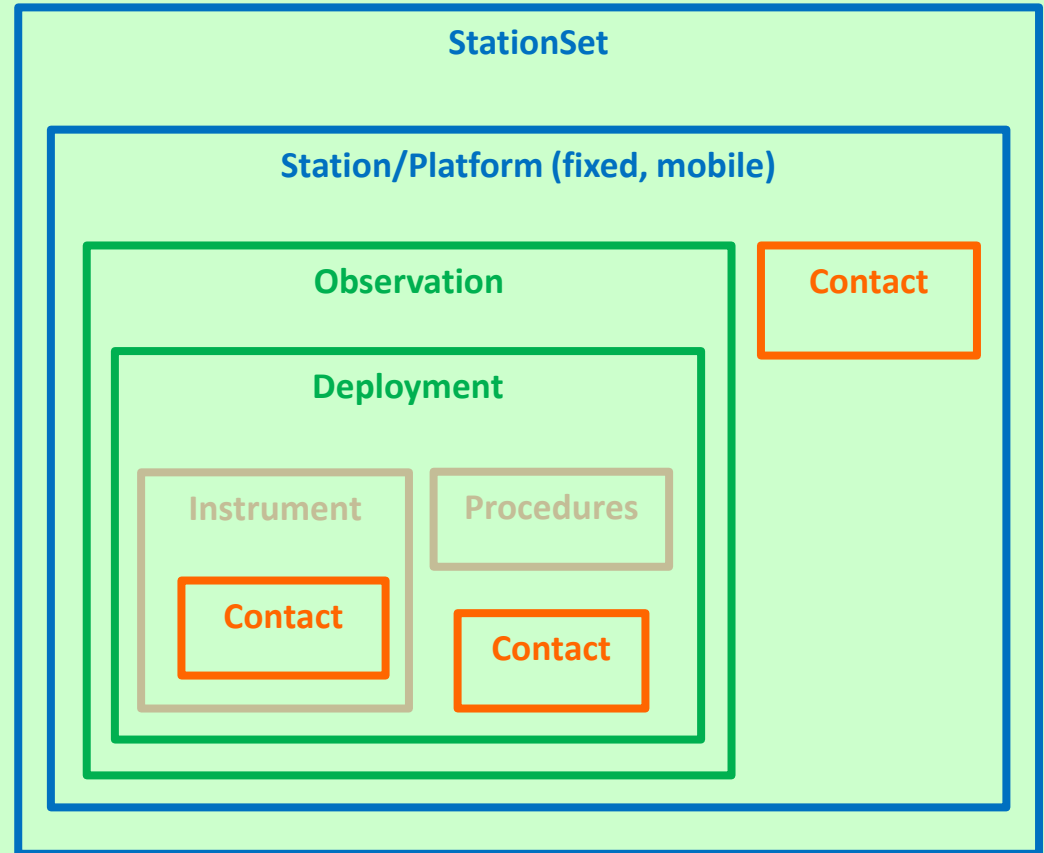 StationSet
Station/Platform (fixed, mobile)
Observation
Contact
Deployment
Instrument
Procedures
Contact
Contact